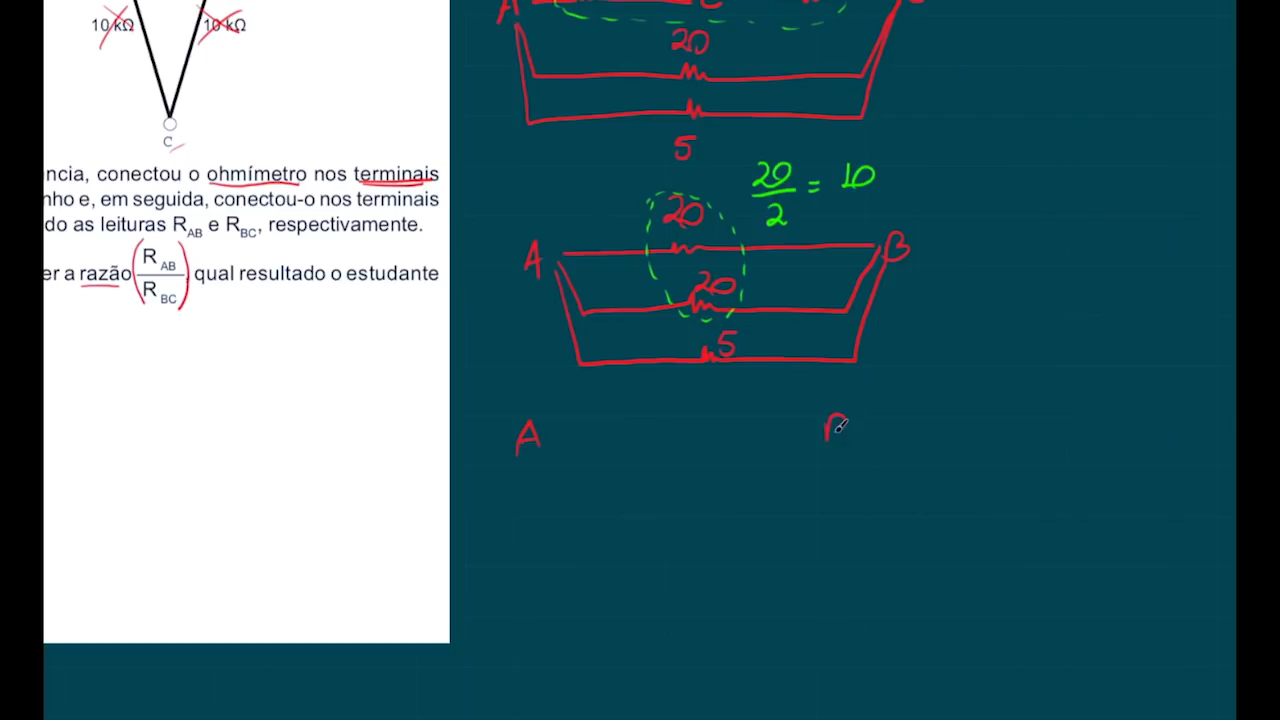 10 kΩ 10 kΩ
C
ncia, conectou o ohmímetro nos terminais
nho e, em seguida, conectou-o nos terminais
do as leituras R_AB e R_BC, respectivamente.
er a razão (R_AB / R_BC), qual resultado o estudante
A
20
5
20/2 = 10
20
A B
20
5
A